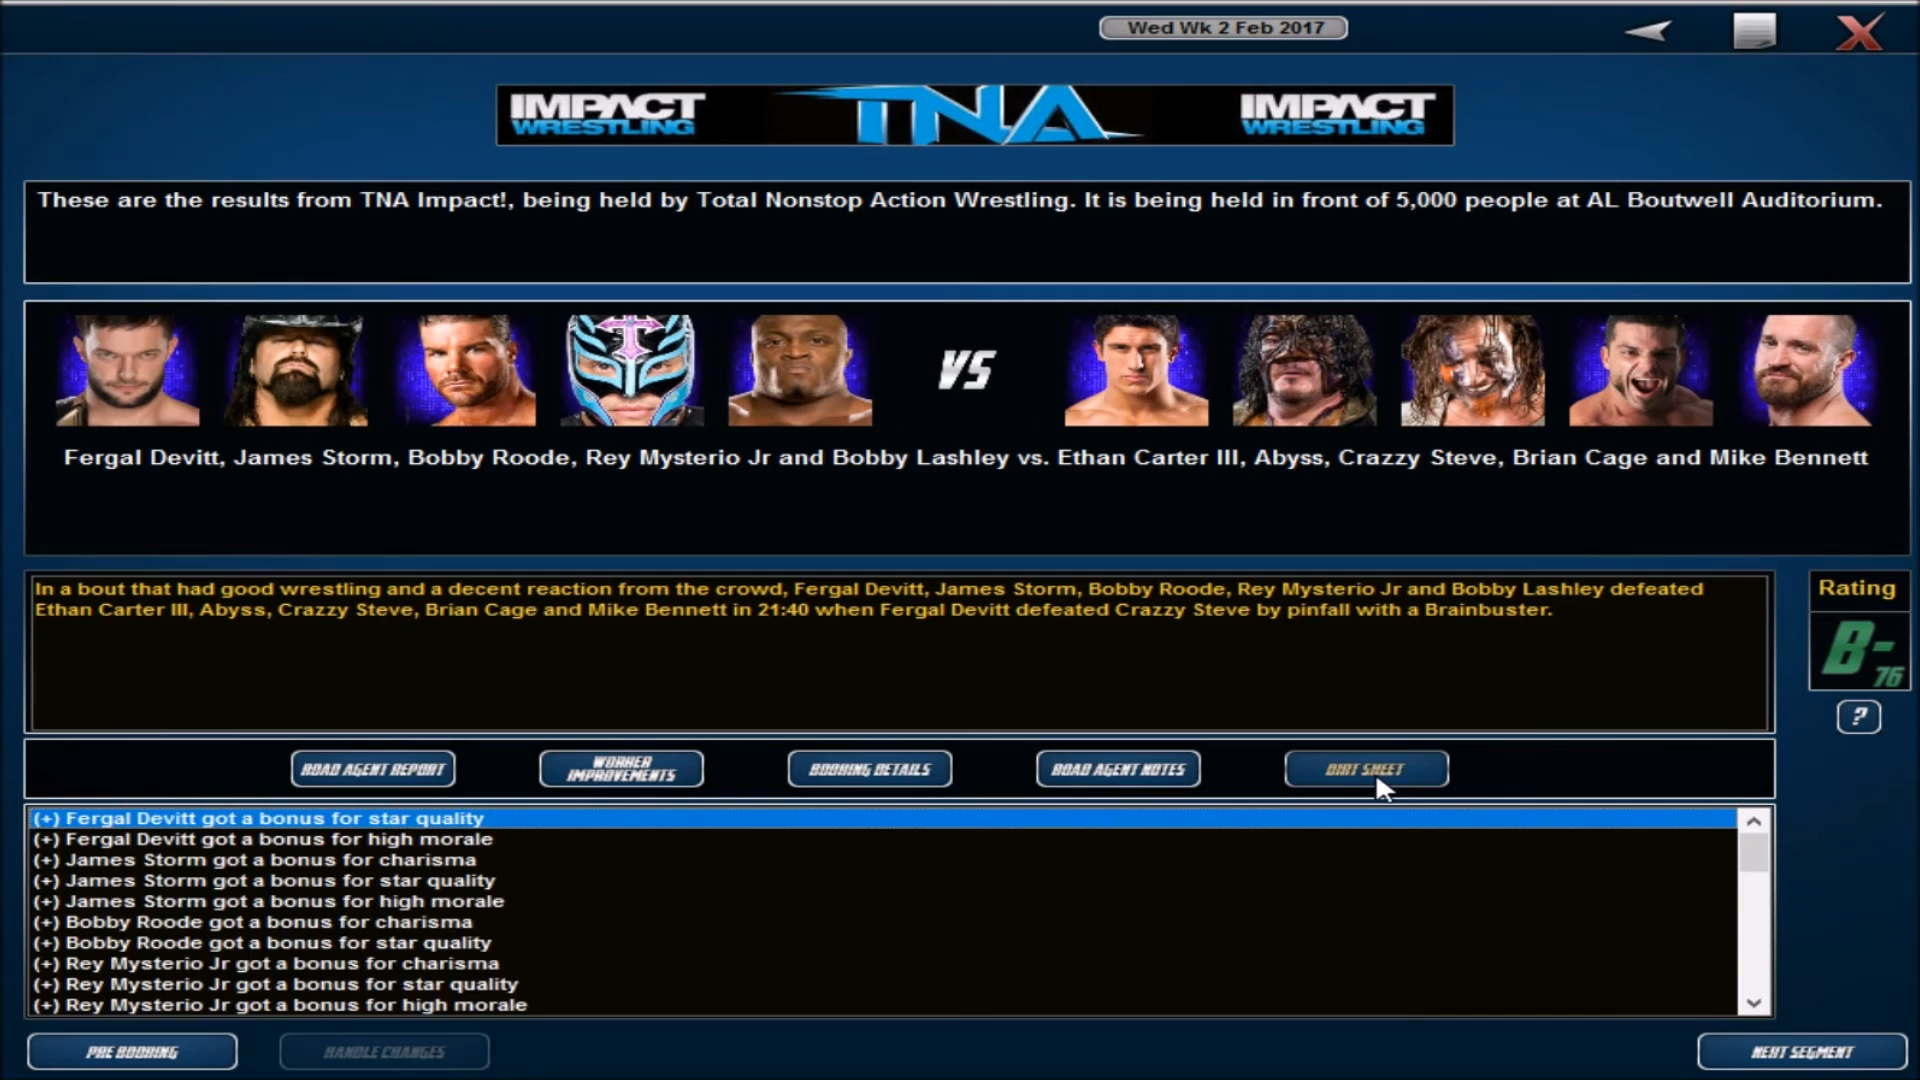 Wed Wk 2 Feb 2017
IMPACT WRESTLING TNA IMPACT WRESTLING
These are the results from TNA Impact!, being held by Total Nonstop Action Wrestling. It is being held in front of 5,000 people at AL Boutwell Auditorium.
VS
Fergal Devitt, James Storm, Bobby Roode, Rey Mysterio Jr and Bobby Lashley vs. Ethan Carter III, Abyss, Crazzy Steve, Brian Cage and Mike Bennett
In a bout that had good wrestling and a decent reaction from the crowd, Fergal Devitt, James Storm, Bobby Roode, Rey Mysterio Jr and Bobby Lashley defeated
Ethan Carter III, Abyss, Crazzy Steve, Brian Cage and Mike Bennett in 21:40 when Fergal Devitt defeated Crazzy Steve by pinfall with a Brainbuster.
Rating
B- 76
?
ROAD AGENT REPORT
WORKER IMPROVEMENTS
BOOKING DETAILS
ROAD AGENT NOTES
DIRT SHEET
(+) Fergal Devitt got a bonus for star quality
(+) Fergal Devitt got a bonus for high morale
(+) James Storm got a bonus for charisma
(+) James Storm got a bonus for star quality
(+) James Storm got a bonus for high morale
(+) Bobby Roode got a bonus for charisma
(+) Bobby Roode got a bonus for star quality
(+) Rey Mysterio Jr got a bonus for charisma
(+) Rey Mysterio Jr got a bonus for star quality
(+) Rey Mysterio Jr got a bonus for high morale
PRE BOOKING
HANDLE CHANGES
NEXT SEGMENT